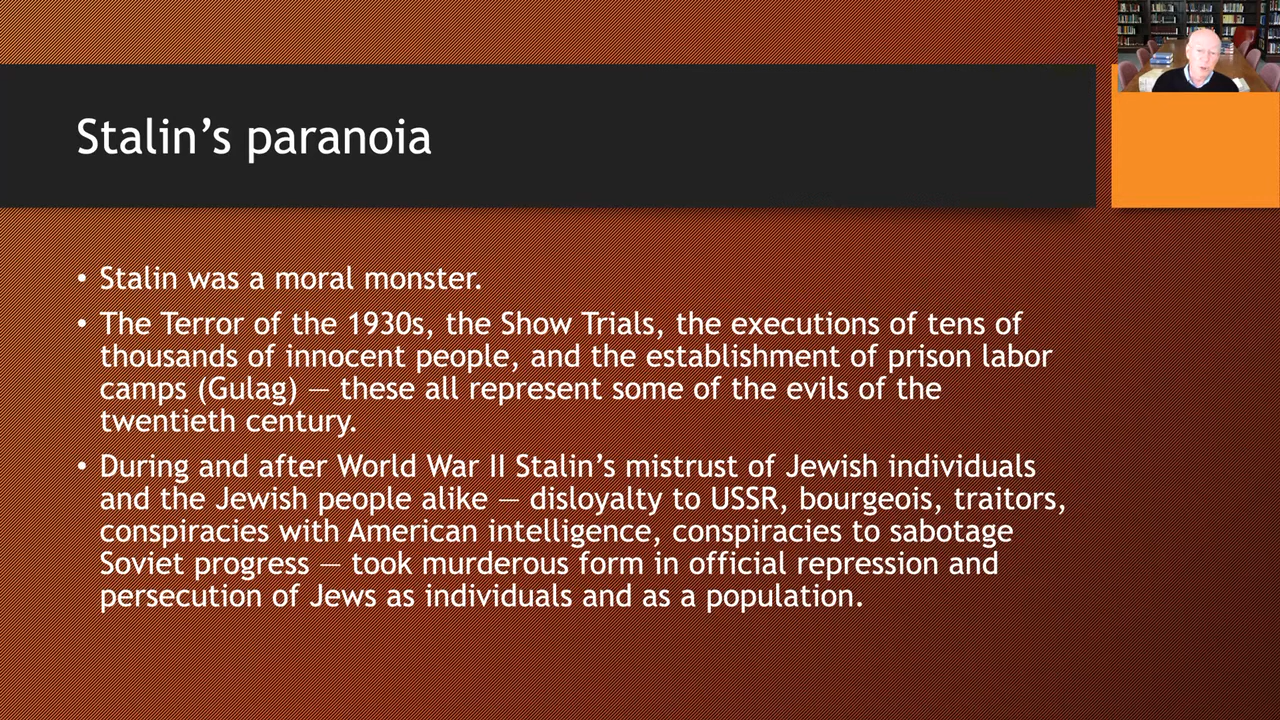 Stalin’s paranoia
• Stalin was a moral monster.
• The Terror of the 1930s, the Show Trials, the executions of tens of
thousands of innocent people, and the establishment of prison labor
camps (Gulag) — these all represent some of the evils of the
twentieth century.
• During and after World War II Stalin’s mistrust of Jewish individuals
and the Jewish people alike — disloyalty to USSR, bourgeois, traitors,
conspiracies with American intelligence, conspiracies to sabotage
Soviet progress — took murderous form in official repression and
persecution of Jews as individuals and as a population.